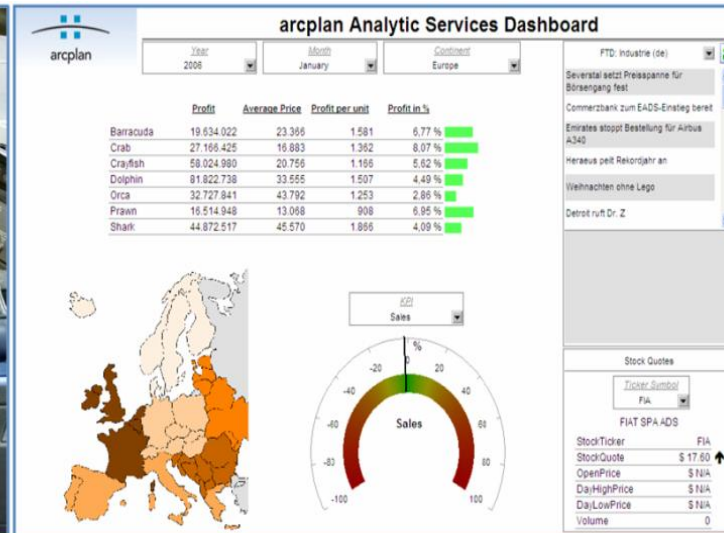 arcplan
arcplan Analytic Services Dashboard
Year
2008
Month
January
Continent
Europe
Profit Average Price Profit per unit Profit in %
Barracuda 19.634.022 23.366 1.581 6,77 %
Crab 27.166.425 16.883 1.362 8,07 %
Crayfish 58.024.980 20.756 1.166 5,62 %
Dolphin 81.822.738 33.555 1.507 4,49 %
Orca 32.727.841 43.792 1.253 2,86 %
Prawn 16.514.948 13.068 908 6,95 %
Shark 44.872.517 45.570 1.866 4,09 %
FTD: Industrie (de)
Severstal setzt Preisspanne für
Börsengang fest
Commerzbank zum EADS-Einstieg bereit
Emirates stoppt Bestellung für Airbus
A340
Heraeus peilt Rekordjahr an
Weihnachten ohne Lego
Detroit ruft Dr. Z
KPI
Sales
%
-100
-80
-60
-40
-20
0
20
40
60
80
100
Sales
Stock Quotes
Ticker Symbol
FIA
FIAT SPA ADS
StockTicker FIA
StockQuote $ 17.60
OpenPrice $ N/A
DayHighPrice $ N/A
DayLowPrice $ N/A
Volume 0